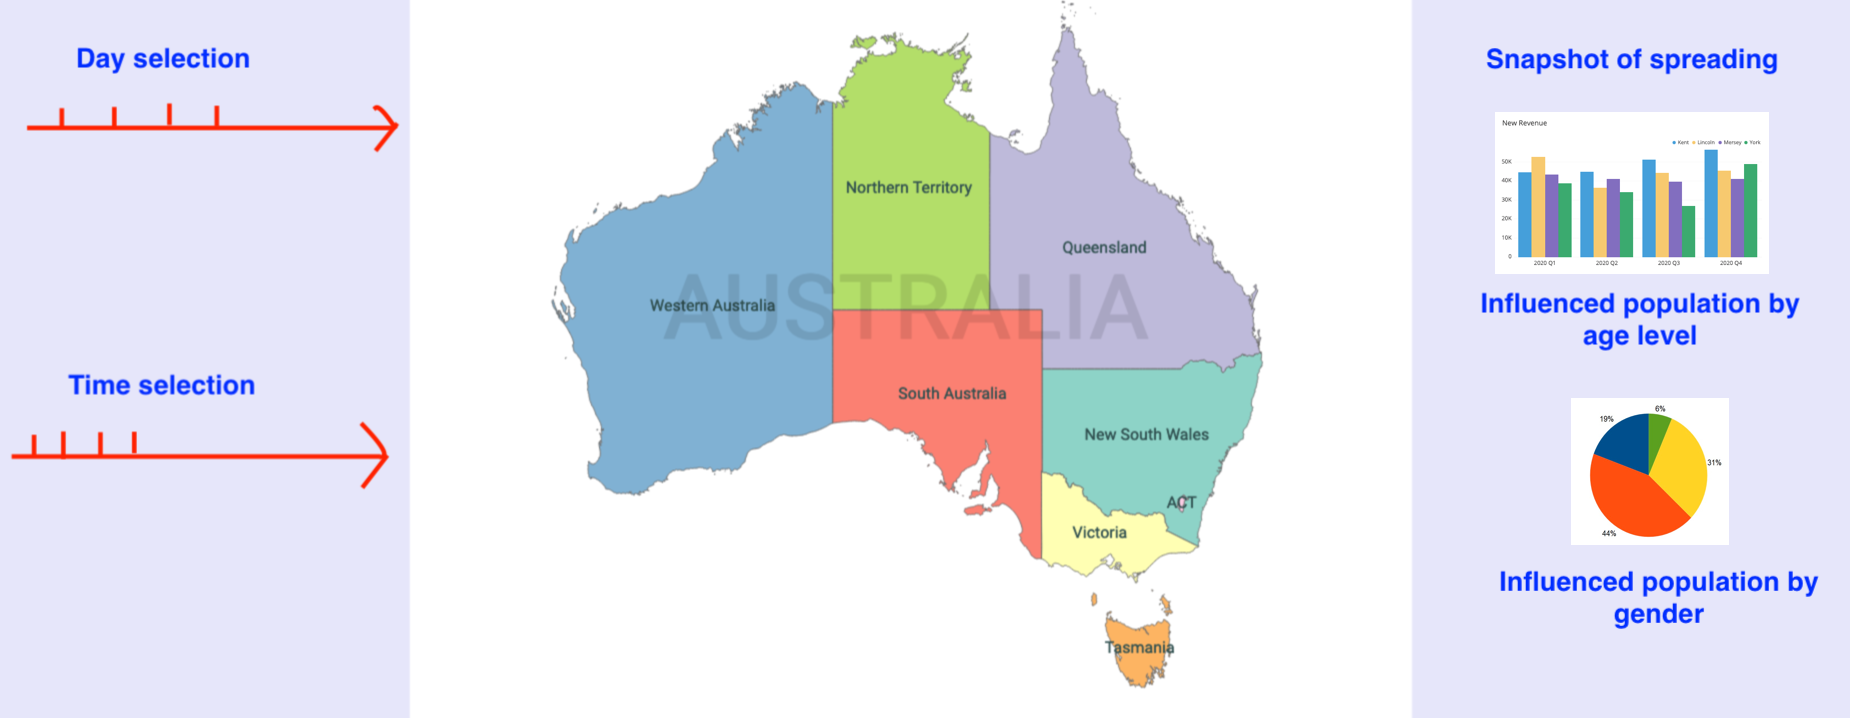 Day selection
Time selection
AUSTRALIA
Northern Territory
Queensland
Western Australia
South Australia
New South Wales
ACT
Victoria
Tasmania
Snapshot of spreading
New Revenue
Kent Lincoln Mersey York
50K
40K
30K
20K
10K
0
2020 Q1 2020 Q2 2020 Q3 2020 Q4
Influenced population by
age level
6%
19%
31%
44%
Influenced population by
gender